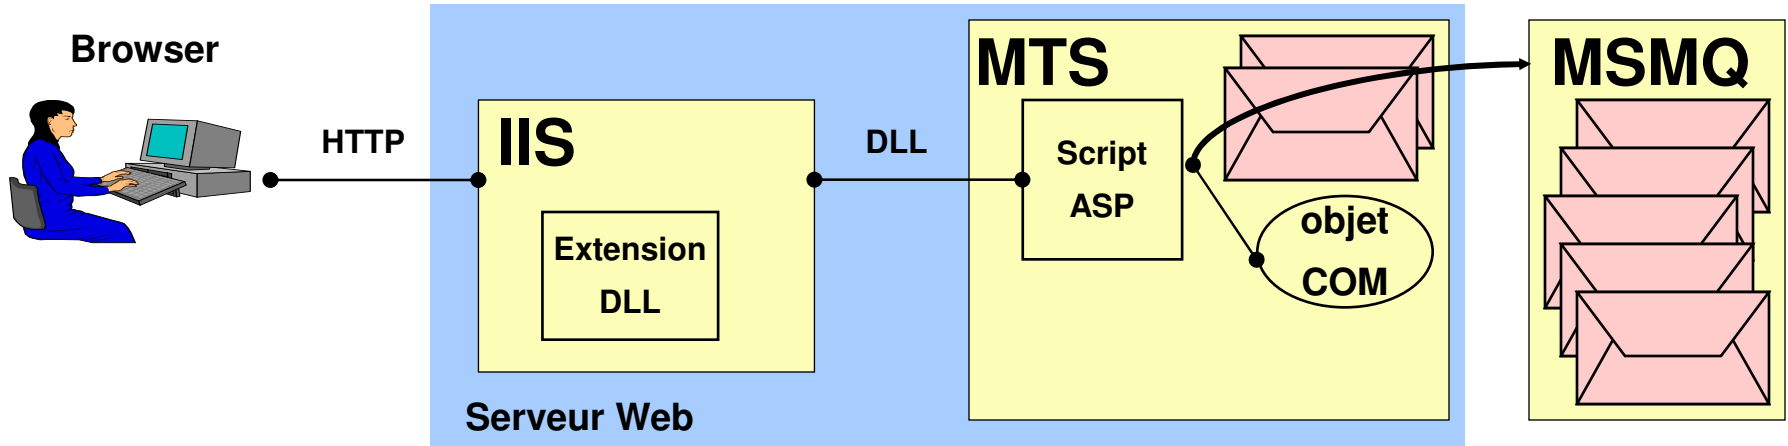 Browser
HTTP
IIS
Extension
DLL
Serveur Web
DLL
MTS
Script
ASP
objet
COM
MSMQ